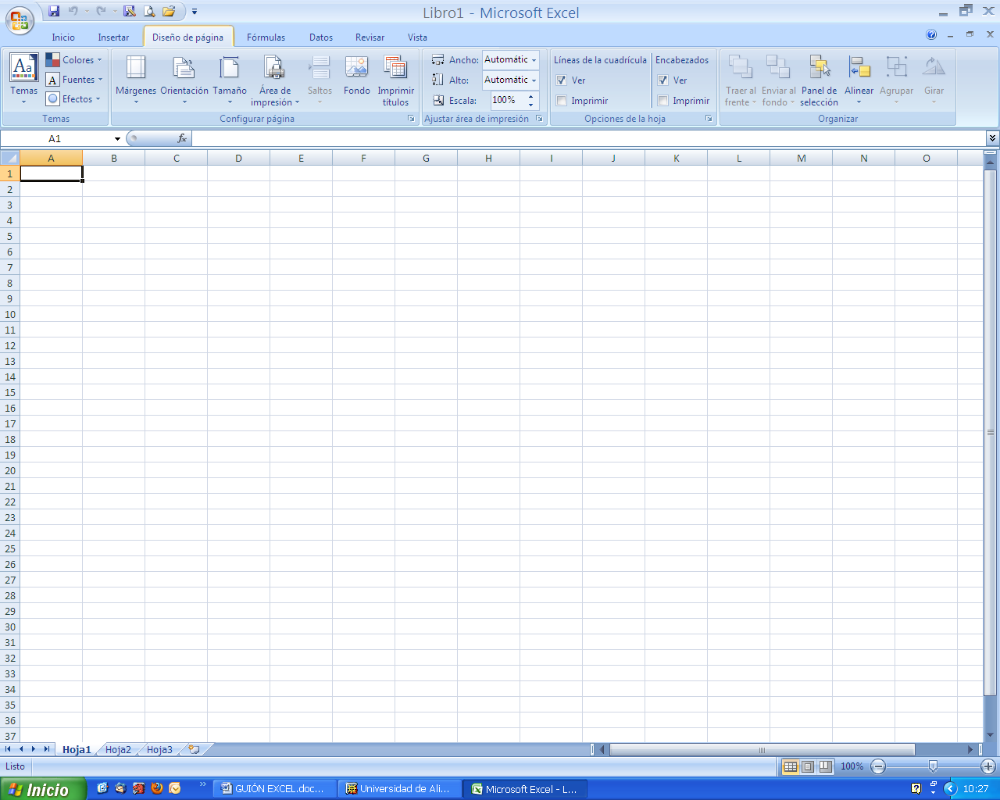 Libro1 - Microsoft Excel
Inicio Insertar Diseño de página Fórmulas Datos Revisar Vista
Aa
Temas
A
Colores
Fuentes
Efectos
Temas
Márgenes Orientación Tamaño Área de impresión Saltos Fondo Imprimir títulos
Configurar página
Ancho: Automátic
Alto: Automátic
Escala: 100%
Ajustar área de impresión
Líneas de la cuadrícula Encabezados
Ver Ver
Imprimir Imprimir
Opciones de la hoja
Traer al frente Enviar al fondo Panel de selección Alinear Agrupar Girar
Organizar
A1 fx
A B C D E F G H I J K L M N O
1
2
3
4
5
6
7
8
9
10
11
12
13
14
15
16
17
18
19
20
21
22
23
24
25
26
27
28
29
30
31
32
33
34
35
36
37
Hoja1 Hoja2 Hoja3
Listo 100%
Inicio GUIÓN EXCEL.doc... Universidad de Ali... Microsoft Excel - L... 10:27